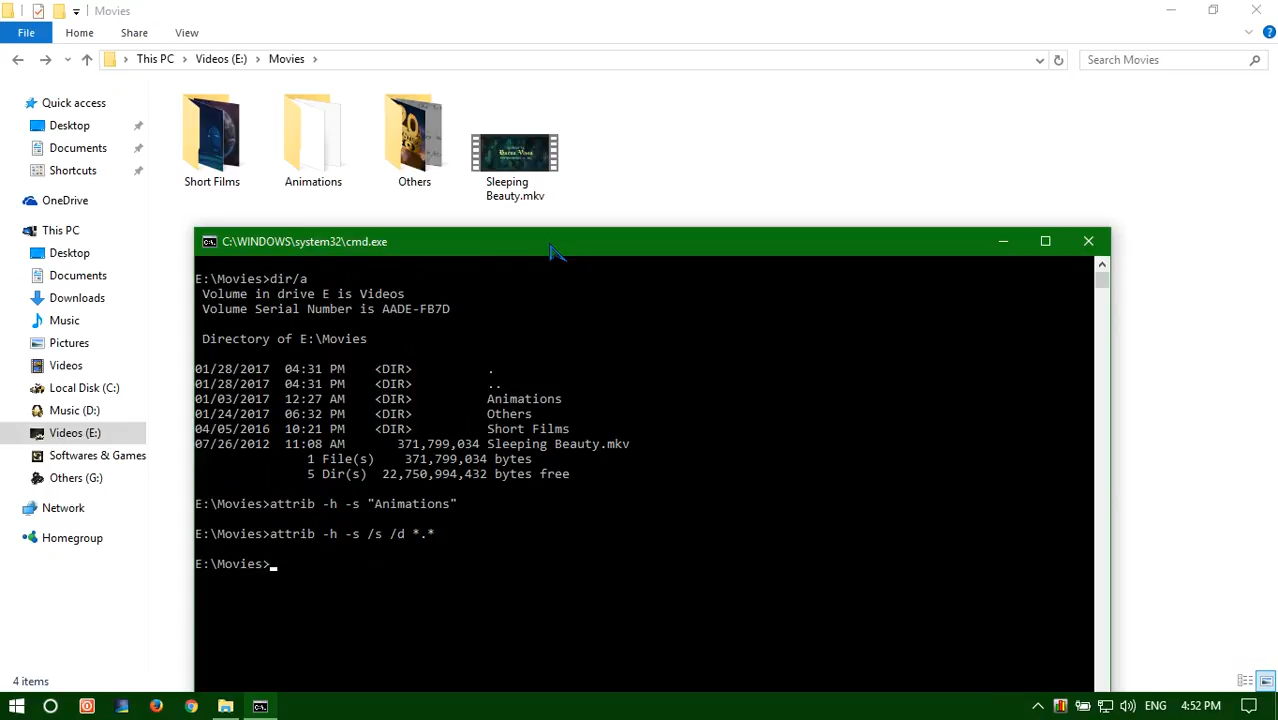 Movies
File
Home
Share
View
This PC
Videos (E:)
Movies
Search Movies
Quick access
Desktop
Documents
Shortcuts
OneDrive
This PC
Desktop
Documents
Downloads
Music
Pictures
Videos
Local Disk (C:)
Music (D:)
Videos (E:)
Softwares & Games
Others (G:)
Network
Homegroup
Short Films
Animations
Others
Sleeping
Beauty.mkv
C:\WINDOWS\system32\cmd.exe
E:\Movies>dir/a
Volume in drive E is Videos
Volume Serial Number is AADE-FB7D
Directory of E:\Movies
01/28/2017 04:31 PM <DIR> .
01/28/2017 04:31 PM <DIR> ..
01/03/2017 12:27 AM <DIR> Animations
01/24/2017 06:32 PM <DIR> Others
04/05/2016 10:21 PM <DIR> Short Films
07/26/2012 11:08 AM 371,799,034 Sleeping Beauty.mkv
1 File(s) 371,799,034 bytes
5 Dir(s) 22,750,994,432 bytes free
E:\Movies>attrib -h -s "Animations"
E:\Movies>attrib -h -s /s /d *.*
E:\Movies>
4 items
ENG
4:52 PM